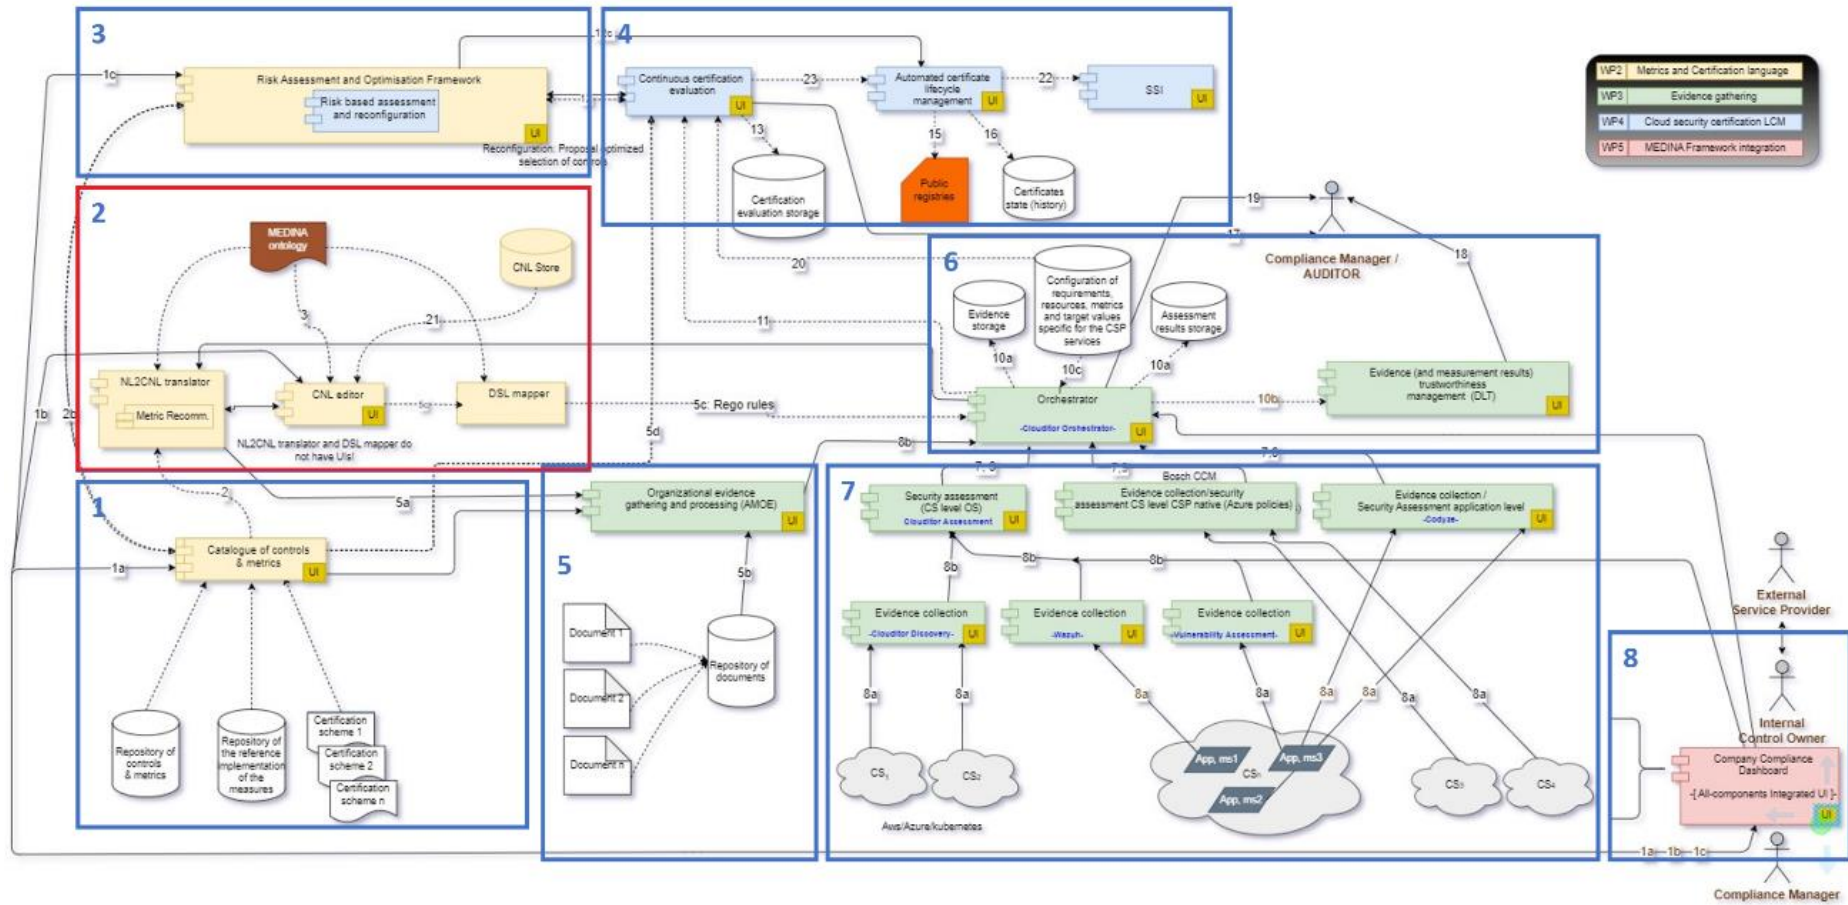 3
Risk Assessment and Optimisation Framework
Risk based assessment
and reconfiguration
UI
Reconfiguration: Proposal optimized
selection of controls
1c
4
Continuous certification
evaluation
UI
23
Automated certificate
lifecycle
management
UI
22
SSI
UI
13
15
16
Certification
evaluation storage
Public
registries
Certificates
state (history)
WP2 Metrics and Certification language
WP3 Evidence gathering
WP4 Cloud security certification LCM
WP5 MEDINA Framework integration
19
17
18
Compliance Manager /
AUDITOR
2
MEDINA
ontology
CNL Store
3
21
NL2CNL translator
Metric Recomm.
CNL editor
UI
DSL mapper
NL2CNL translator and DSL mapper do
not have UIs!
1b
2b
5c: Rego rules
5d
20
11
6
Evidence
storage
Configuration of
requirements,
resources, metrics
and target values
specific for the CSP
services
Assessment
results storage
10a
10c
10a
Orchestrator
-Clouditor Orchestrator-
UI
10b
Evidence (and measurement results)
trustworthiness
management (DLT)
UI
8b
1
2
5a
1a
Catalogue of controls
& metrics
UI
Repository of
controls
& metrics
Repository of
the reference
implementation
of the
measures
Certification
scheme 1
Certification
scheme 2
Certification
scheme n
5
Organizational evidence
gathering and processing (AMOE)
UI
5b
Document 1
Document 2
Document n
Repository of
documents
7
Bosch CCM
Security assessment
(CS level OS)
Clouditor Assessment
UI
Evidence collection/security
assessment CS level CSP native (Azure policies)
UI
Evidence collection /
Security Assessment application level
-Codyze-
UI
8b
8b
8b
Evidence collection
-Clouditor Discovery-
UI
Evidence collection
-Wazuh-
UI
Evidence collection
-Vulnerability Assessment-
UI
8a
8a
8a
8a
8a
8a
8a
8a
CS1
CS2
App, ms1
App, ms3
App, ms2
CS3
CS4
Aws/Azure/kubernetes
External
Service Provider
8
Internal
Control Owner
Company Compliance
Dashboard
-[ All-components Integrated UI ]-
UI
1a
1b
1c
Compliance Manager